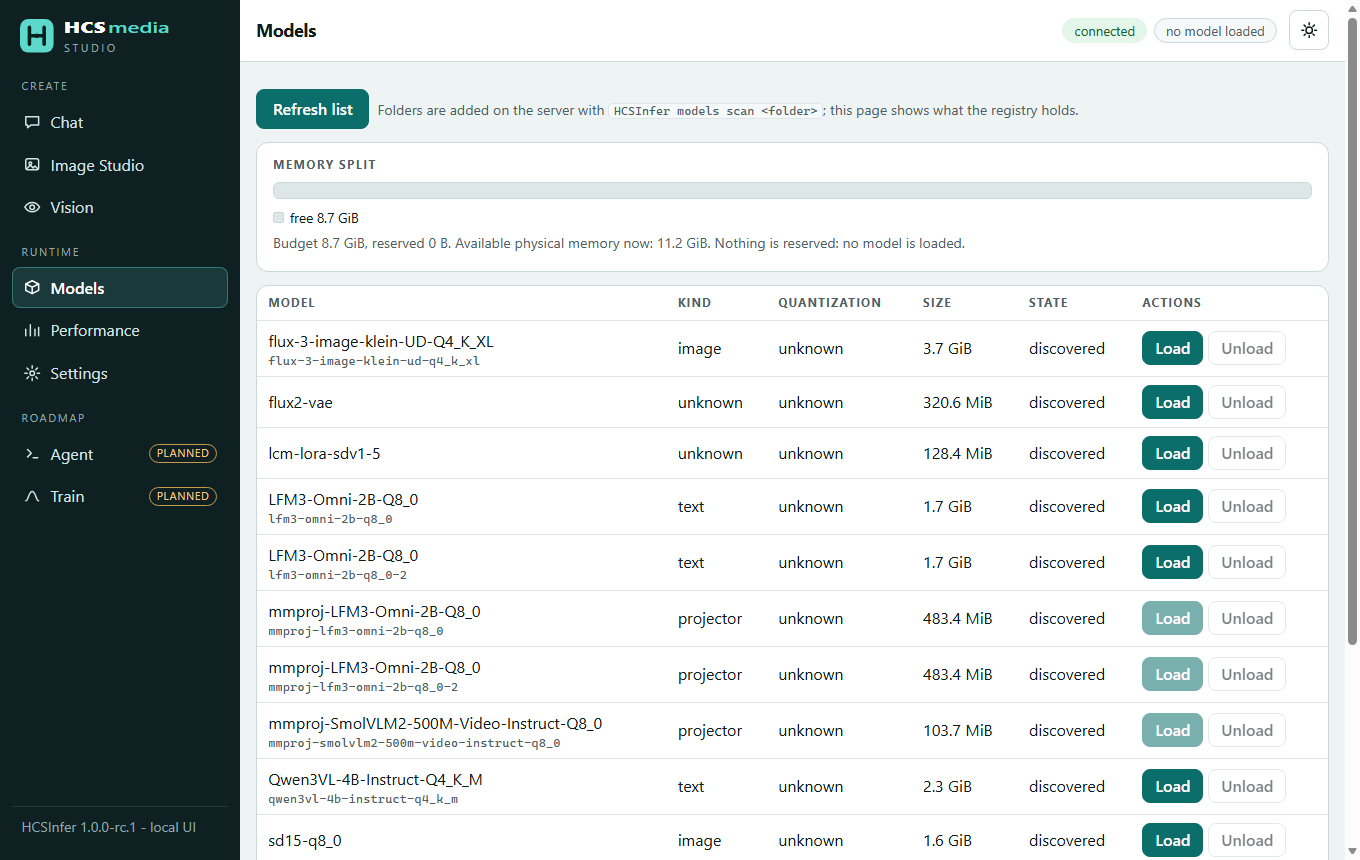 HCSmedia
STUDIO
CREATE
Chat
Image Studio
Vision
RUNTIME
Models
Performance
Settings
ROADMAP
Agent PLANNED
Train PLANNED
HCSInfer 1.0.0-rc.1 - local UI
Models connected no model loaded
Refresh list Folders are added on the server with HCSInfer models scan <folder>; this page shows what the registry holds.
MEMORY SPLIT
free 8.7 GiB
Budget 8.7 GiB, reserved 0 B. Available physical memory now: 11.2 GiB. Nothing is reserved: no model is loaded.
MODEL KIND QUANTIZATION SIZE STATE ACTIONS
flux-3-image-klein-UD-Q4_K_XL image unknown 3.7 GiB discovered Load Unload
flux-3-image-klein-ud-q4_k_xl
flux2-vae unknown unknown 320.6 MiB discovered Load Unload
lcm-lora-sdv1-5 unknown unknown 128.4 MiB discovered Load Unload
LFM3-Omni-2B-Q8_0 text unknown 1.7 GiB discovered Load Unload
lfm3-omni-2b-q8_0
LFM3-Omni-2B-Q8_0 text unknown 1.7 GiB discovered Load Unload
lfm3-omni-2b-q8_0-2
mmproj-LFM3-Omni-2B-Q8_0 projector unknown 483.4 MiB discovered Load Unload
mmproj-lfm3-omni-2b-q8_0
mmproj-LFM3-Omni-2B-Q8_0 projector unknown 483.4 MiB discovered Load Unload
mmproj-lfm3-omni-2b-q8_0-2
mmproj-SmolVLM2-500M-Video-Instruct-Q8_0 projector unknown 103.7 MiB discovered Load Unload
mmproj-smolvlm2-500m-video-instruct-q8_0
Qwen3VL-4B-Instruct-Q4_K_M text unknown 2.3 GiB discovered Load Unload
qwen3vl-4b-instruct-q4_k_m
sd15-q8_0 image unknown 1.6 GiB discovered Load Unload